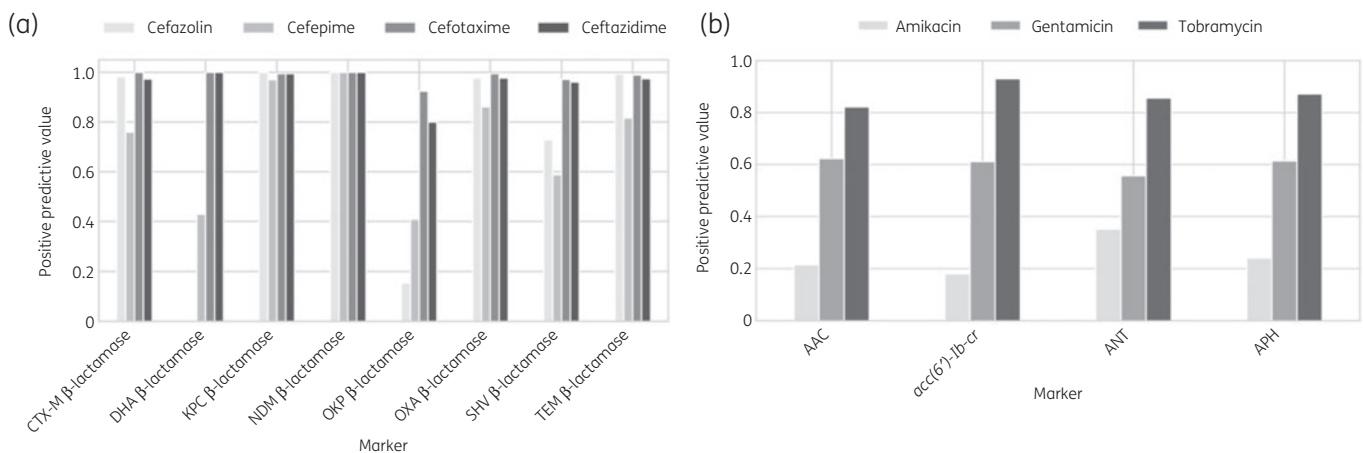 (a)
Cefazolin Cefepime Cefotaxime Ceftazidime
Positive predictive value
1.0
0.8
0.6
0.4
0.2
0
CTX-M β-lactamase
DHA β-lactamase
KPC β-lactamase
NDM β-lactamase
OKP β-lactamase
OXA β-lactamase
SHV β-lactamase
TEM β-lactamase
Marker
(b)
Amikacin Gentamicin Tobramycin
Positive predictive value
1.0
0.8
0.6
0.4
0.2
0
AAC
acc(6′)-Ib-cr
ANT
APH
Marker